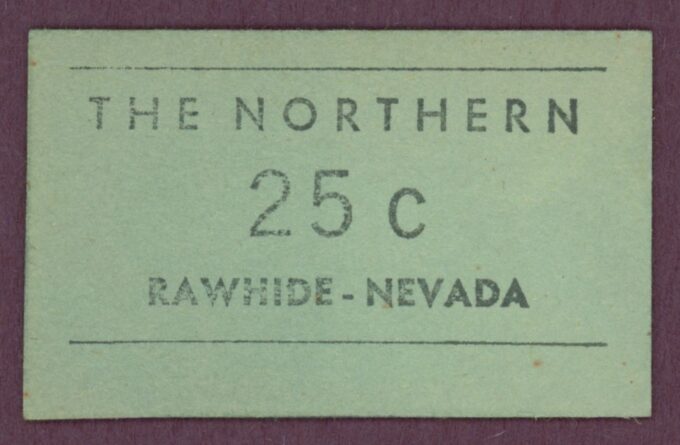 THE NORTHERN
25 c
RAWHIDE - NEVADA